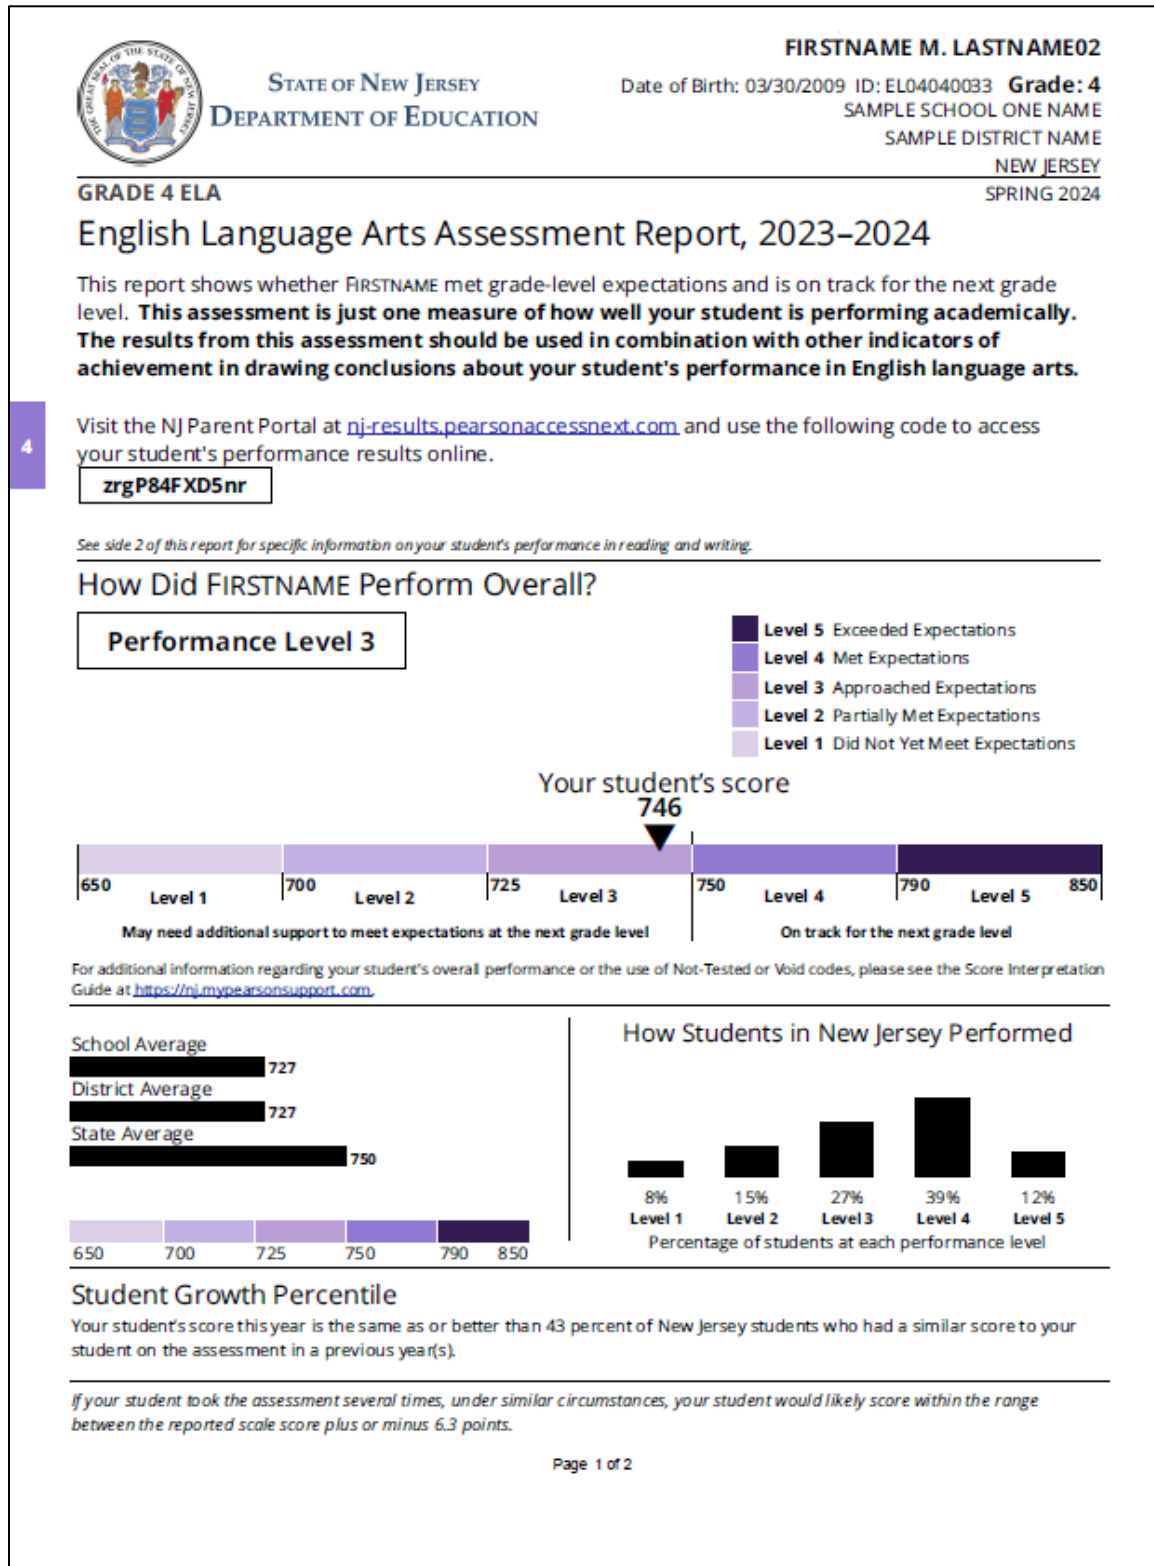 FIRSTNAME M. LASTNAME02
THE GREAT SEAL OF THE STATE OF NEW JERSEY
STATE OF NEW JERSEY
DEPARTMENT OF EDUCATION
Date of Birth: 03/30/2009 ID: EL04040033 Grade: 4
SAMPLE SCHOOL ONE NAME
SAMPLE DISTRICT NAME
NEW JERSEY
GRADE 4 ELA
SPRING 2024
English Language Arts Assessment Report, 2023–2024
This report shows whether FIRSTNAME met grade-level expectations and is on track for the next grade
level. This assessment is just one measure of how well your student is performing academically.
The results from this assessment should be used in combination with other indicators of
achievement in drawing conclusions about your student's performance in English language arts.
4
Visit the NJ Parent Portal at nj-results.pearsonaccessnext.com and use the following code to access
your student's performance results online.
zrgP84FXD5nr
See side 2 of this report for specific information on your student's performance in reading and writing.
How Did FIRSTNAME Perform Overall?
Performance Level 3
Level 5 Exceeded Expectations
Level 4 Met Expectations
Level 3 Approached Expectations
Level 2 Partially Met Expectations
Level 1 Did Not Yet Meet Expectations
Your student's score
746
650 Level 1 700 Level 2 725 Level 3 750 Level 4 790 Level 5 850
May need additional support to meet expectations at the next grade level
On track for the next grade level
For additional information regarding your student's overall performance or the use of Not-Tested or Void codes, please see the Score Interpretation
Guide at https://nj.mypearsonsupport.com.
School Average
727
District Average
727
State Average
750
650 700 725 750 790 850
How Students in New Jersey Performed
8% 15% 27% 39% 12%
Level 1 Level 2 Level 3 Level 4 Level 5
Percentage of students at each performance level
Student Growth Percentile
Your student's score this year is the same as or better than 43 percent of New Jersey students who had a similar score to your
student on the assessment in a previous year(s).
If your student took the assessment several times, under similar circumstances, your student would likely score within the range
between the reported scale score plus or minus 6.3 points.
Page 1 of 2